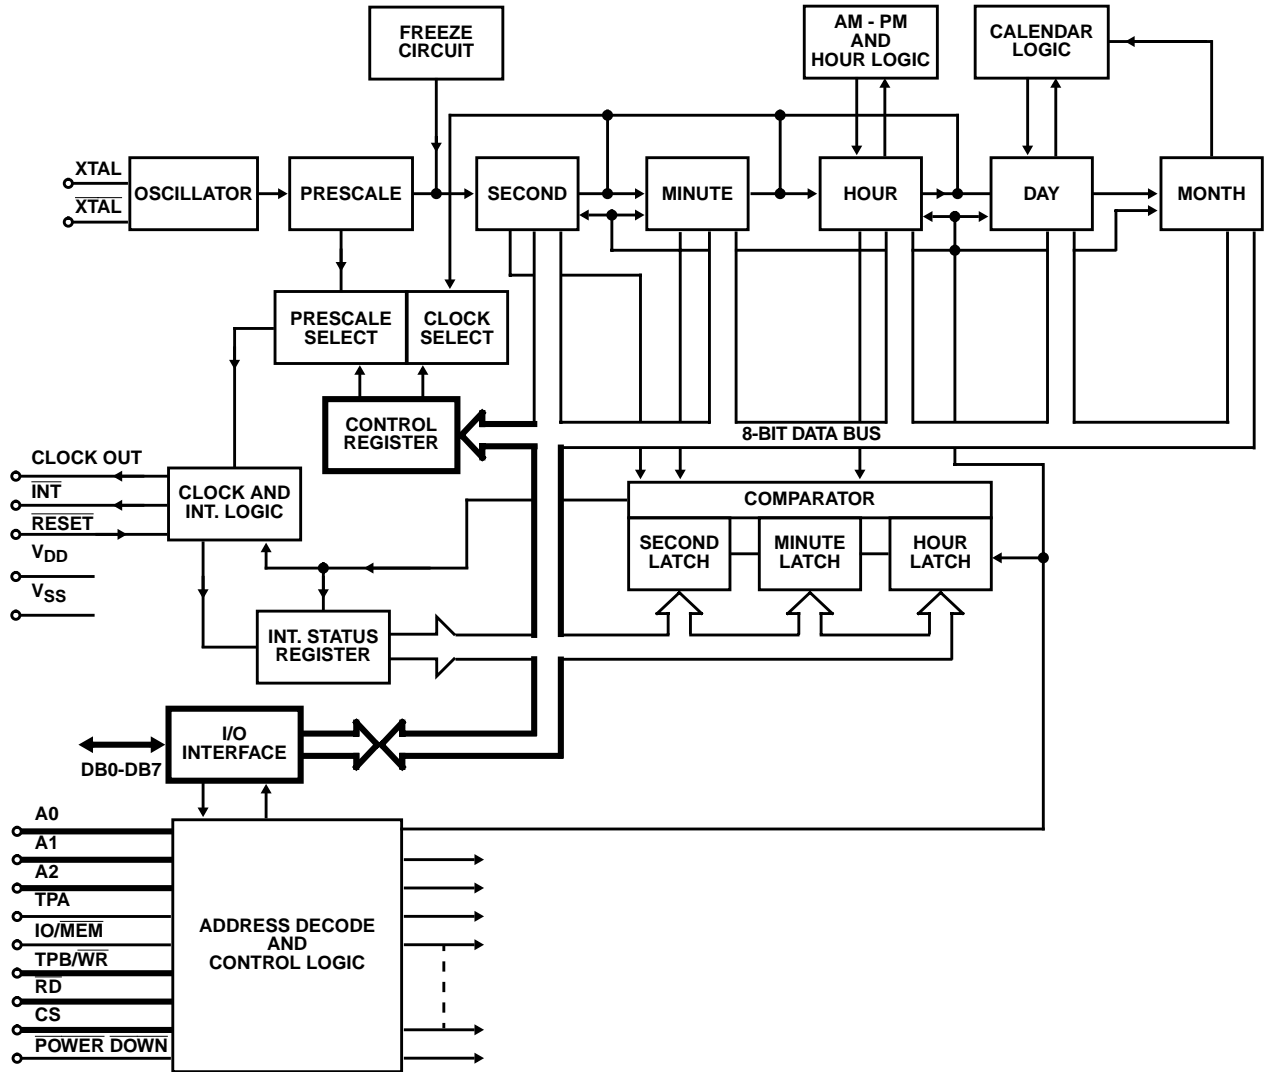 FREEZE
CIRCUIT
AM - PM
AND
HOUR LOGIC
CALENDAR
LOGIC
XTAL
XTAL
OSCILLATOR
PRESCALE
SECOND
MINUTE
HOUR
DAY
MONTH
PRESCALE
SELECT
CLOCK
SELECT
CONTROL
REGISTER
8-BIT DATA BUS
CLOCK OUT
INT
RESET
VDD
VSS
CLOCK AND
INT. LOGIC
COMPARATOR
SECOND
LATCH
MINUTE
LATCH
HOUR
LATCH
INT. STATUS
REGISTER
I/O
INTERFACE
DB0-DB7
A0
A1
A2
TPA
IO/MEM
TPB/WR
RD
CS
POWER DOWN
ADDRESS DECODE
AND
CONTROL LOGIC